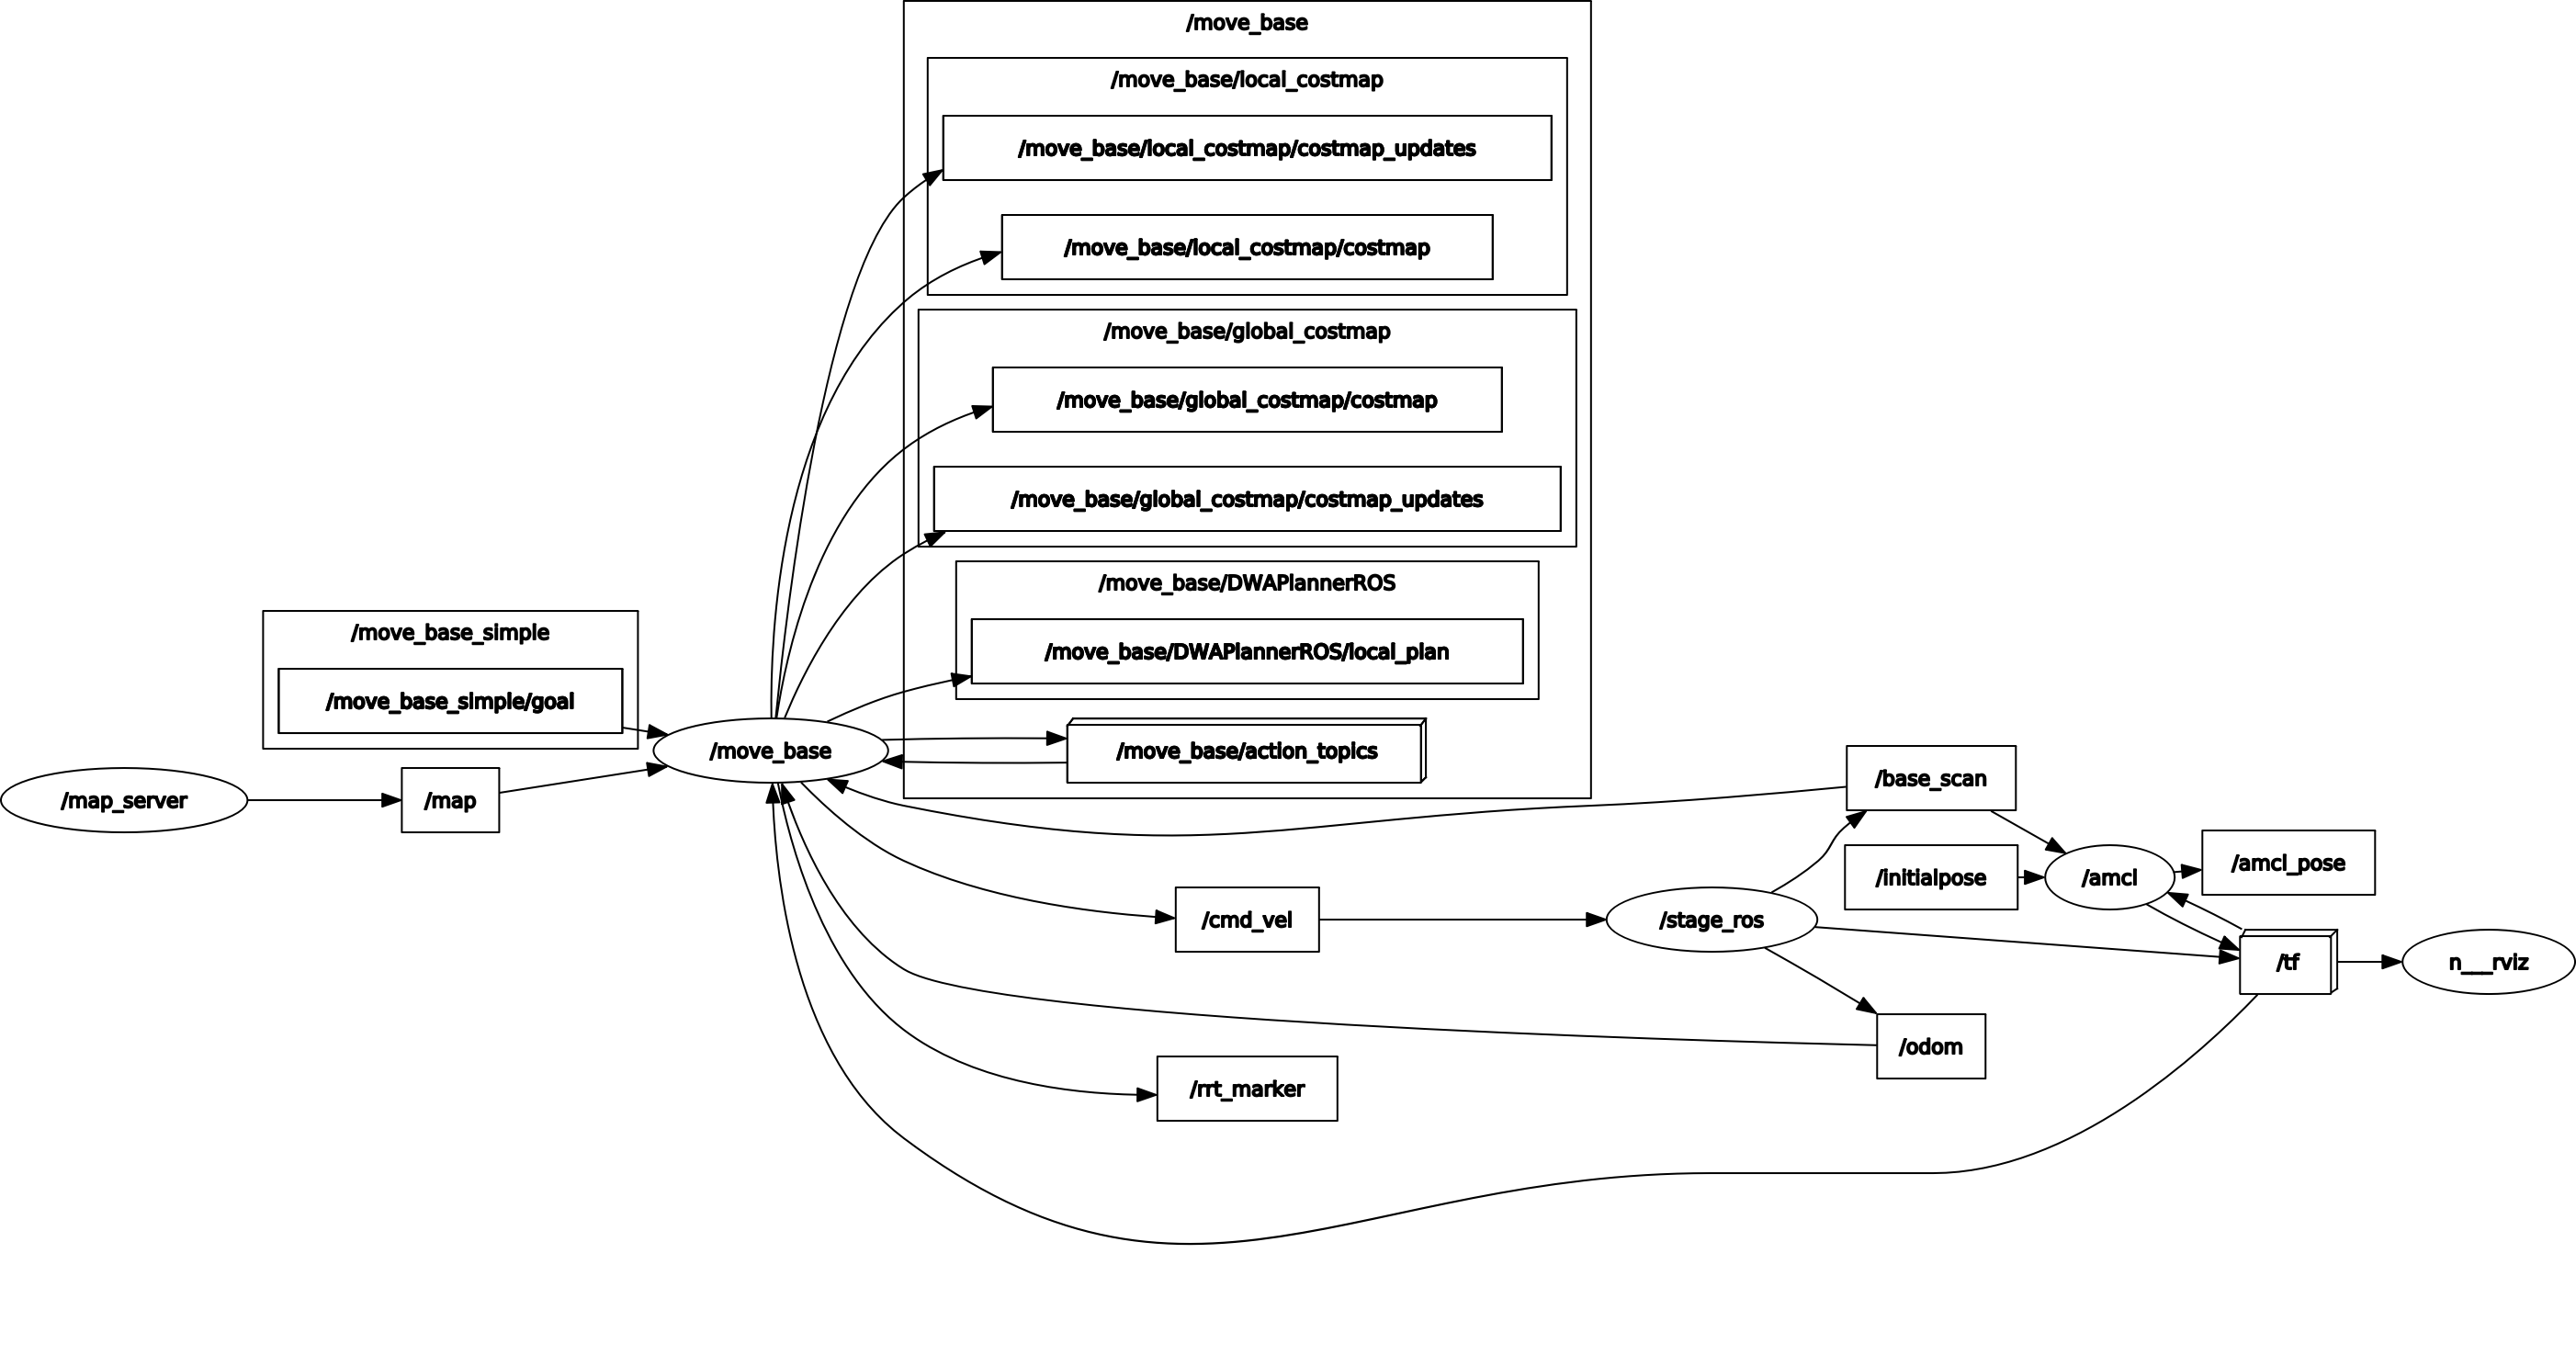 /move_base
/move_base/local_costmap
/move_base/local_costmap/costmap_updates
/move_base/local_costmap/costmap
/move_base/global_costmap
/move_base/global_costmap/costmap
/move_base/global_costmap/costmap_updates
/move_base/DWAPlannerROS
/move_base/DWAPlannerROS/local_plan
/move_base/action_topics
/move_base_simple
/move_base_simple/goal
/move_base
/map_server
/map
/base_scan
/initialpose
/amcl
/amcl_pose
/cmd_vel
/stage_ros
/tf
n___rviz
/odom
/rrt_marker